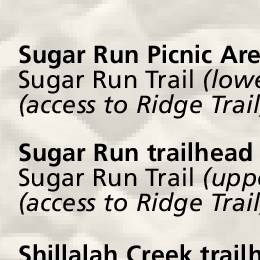 Sugar Run Picnic Are
Sugar Run Trail (lowe
(access to Ridge Trail
Sugar Run trailhead
Sugar Run Trail (uppe
(access to Ridge Trail
Shillalah Creek trailh